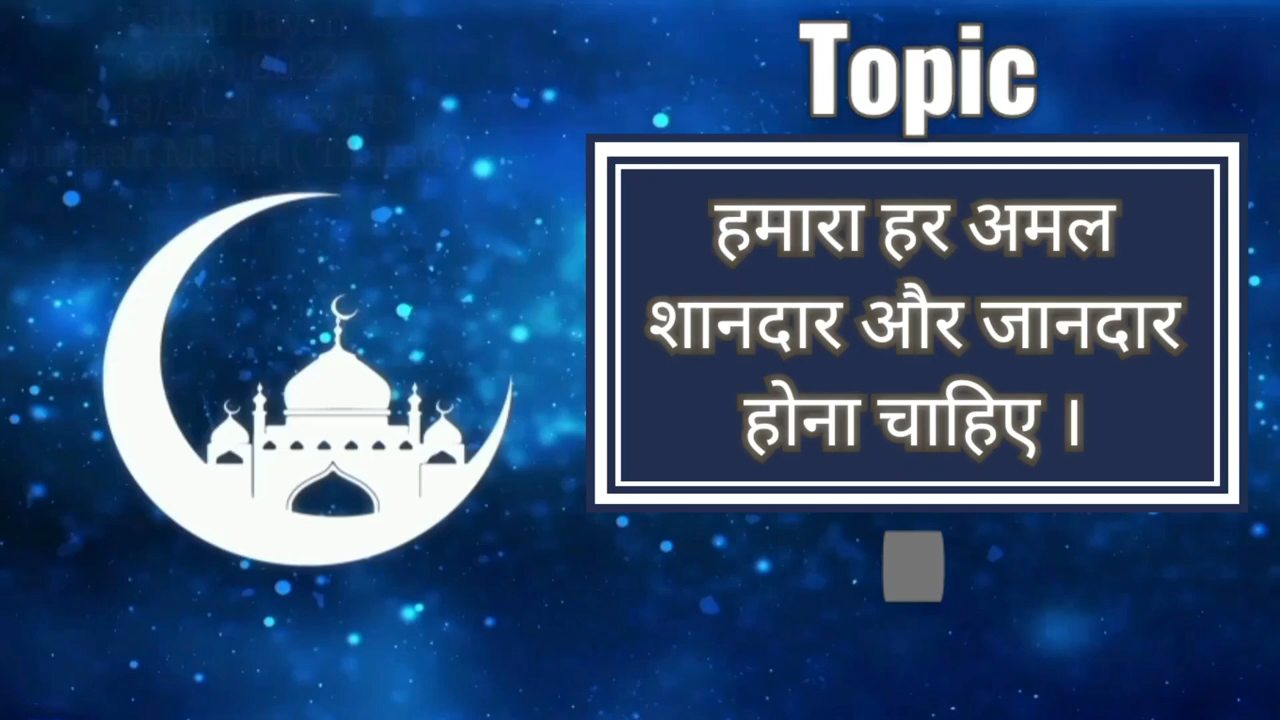 Topic
हमारा हर अमल
शानदार और जानदार
होना चाहिए ।